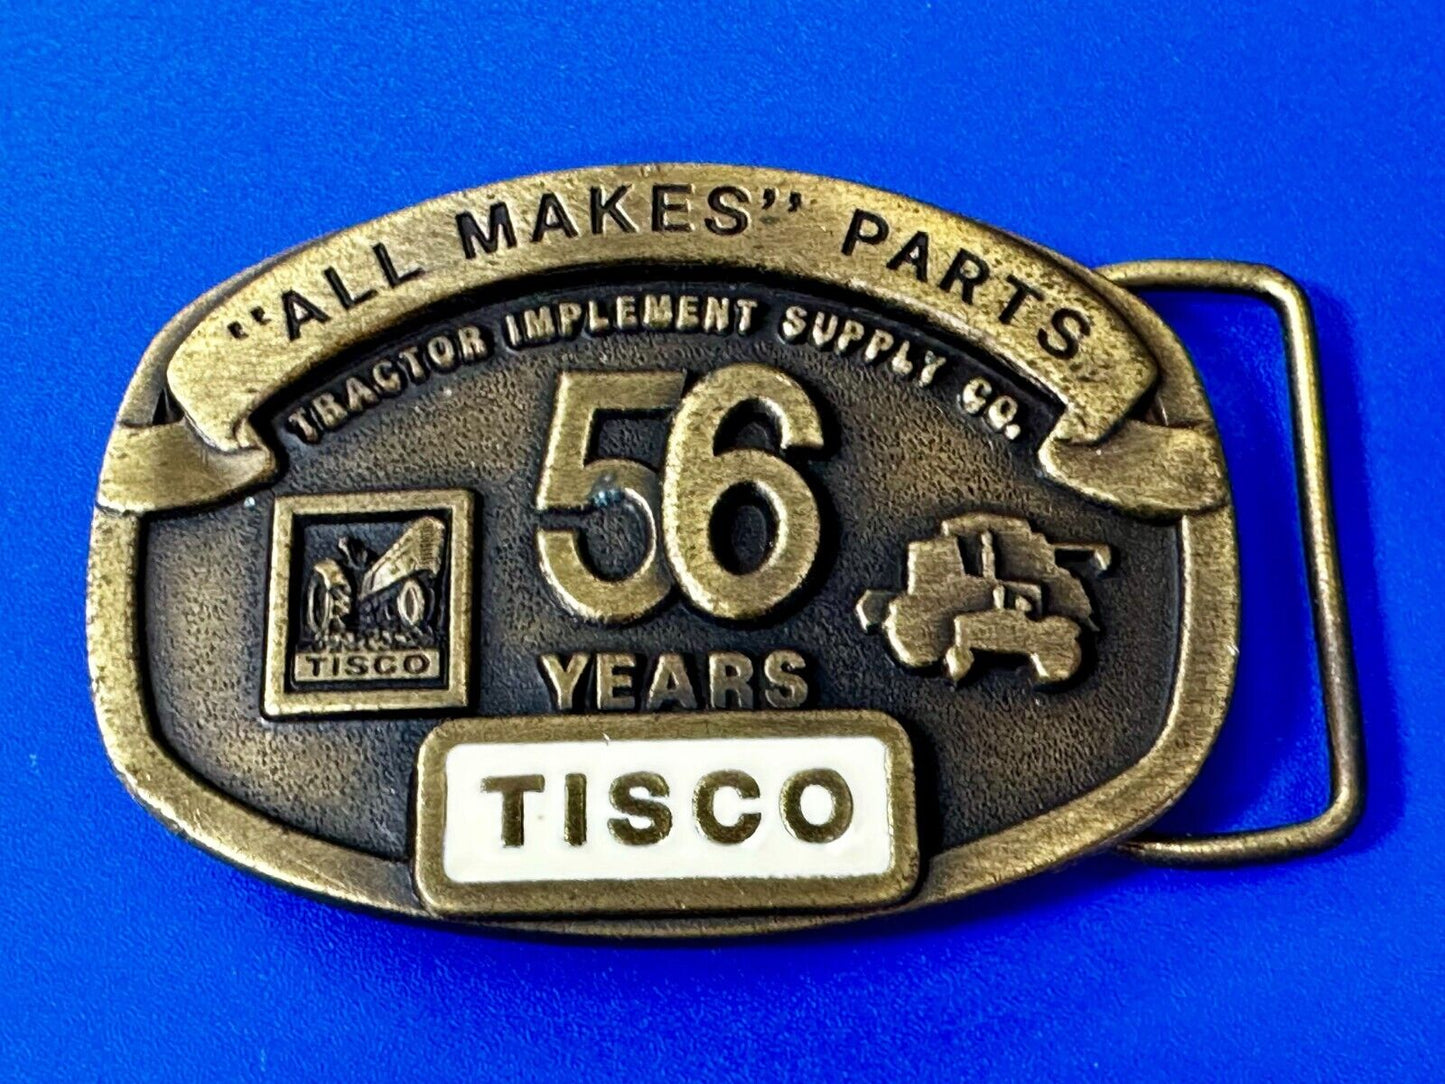 "ALL MAKES" PARTS
TRACTOR IMPLEMENT SUPPLY CO.
56
YEARS
TISCO
TISCO